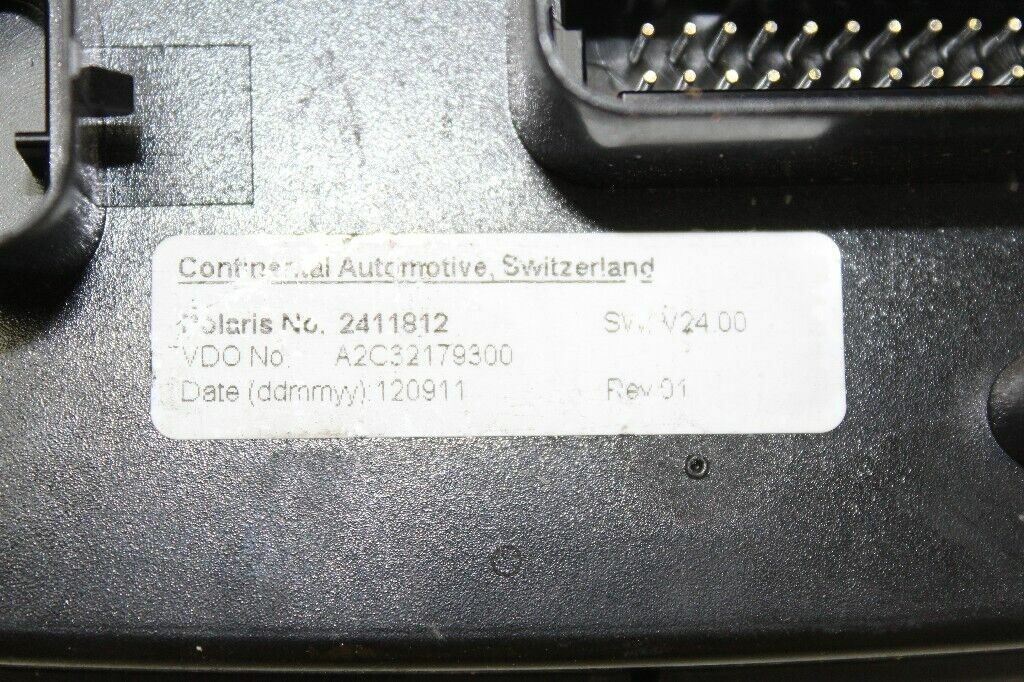 Continental Automotive, Switzerland
Polaris No. 2411812 SW V24.00
VDO No. A2C32179300
Date (ddmmyy) 120911 Rev 01